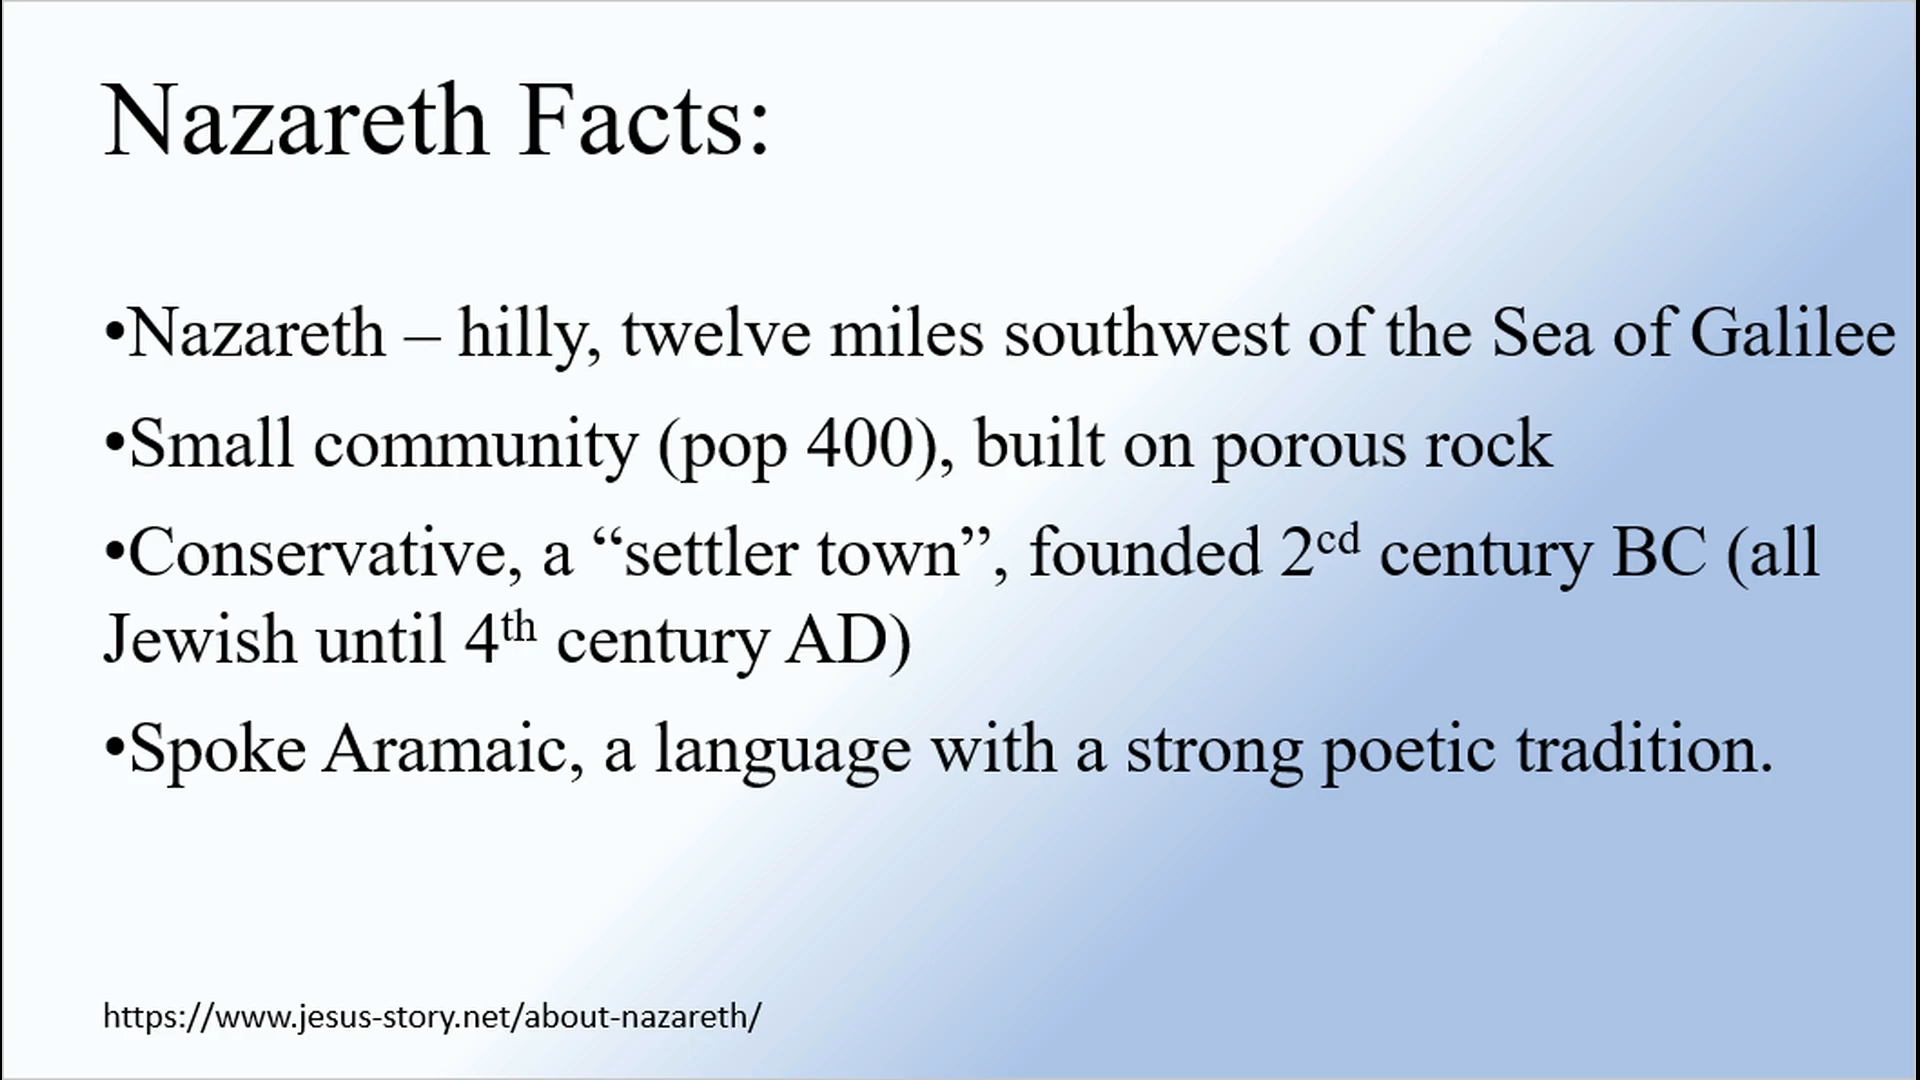 Nazareth Facts:
•Nazareth – hilly, twelve miles southwest of the Sea of Galilee
•Small community (pop 400), built on porous rock
•Conservative, a “settler town”, founded 2cd century BC (all
Jewish until 4th century AD)
•Spoke Aramaic, a language with a strong poetic tradition.
https://www.jesus-story.net/about-nazareth/